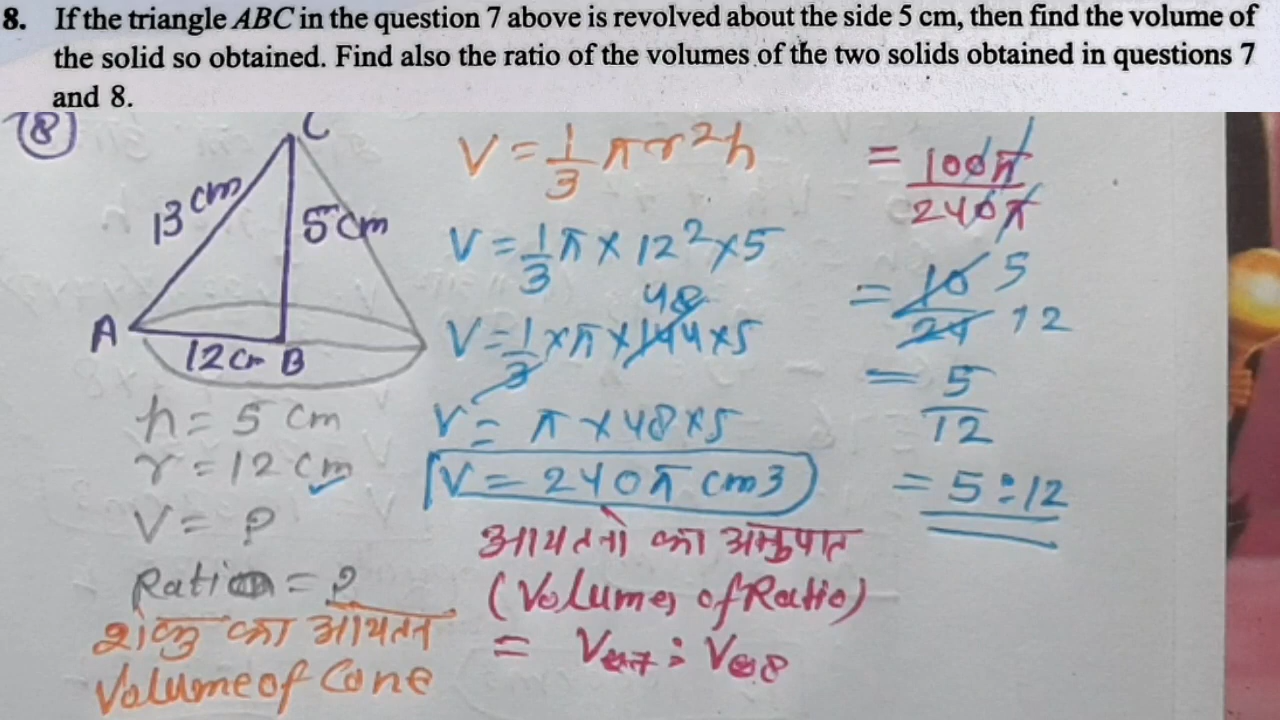 8. If the triangle ABC in the question 7 above is revolved about the side 5 cm, then find the volume of
the solid so obtained. Find also the ratio of the volumes of the two solids obtained in questions 7
and 8.
8
C
13 cm
5 cm
A
12 cm B
h = 5 cm
r = 12 cm
V = ?
Ratio = ?
शंकु का आयतन
Volume of Cone
V = 1/3 π r²h
V = 1/3 π × 12² × 5
48
V = 1/3 × π × 144 × 5
V = π × 48 × 5
V = 240π cm3
आयतनो का अनुपात
(Volumes of Ratio)
= VQ7 : VQ8
= 100π/240π
= 10/24 5/12
= 5/12
= 5:12